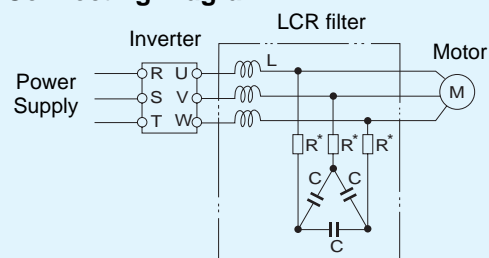 LCR filter
Inverter
Motor
Power
Supply
R U
S V
T W
L
M
R* R* R*
C C
C